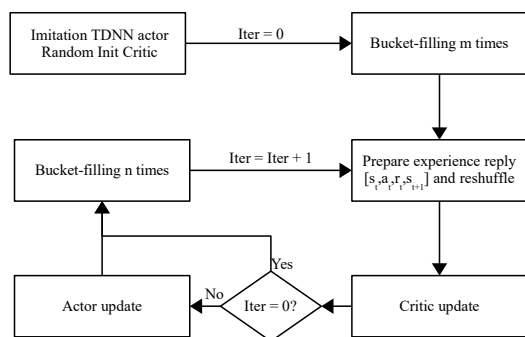 Imitation TDNN actor
Random Init Critic
Iter = 0
Bucket-filling m times
Bucket-filling n times
Iter = Iter + 1
Prepare experience reply
[sₜ,aₜ,rₜ,sₜ₊₁] and reshuffle
Yes
Actor update
No
Iter = 0?
Critic update